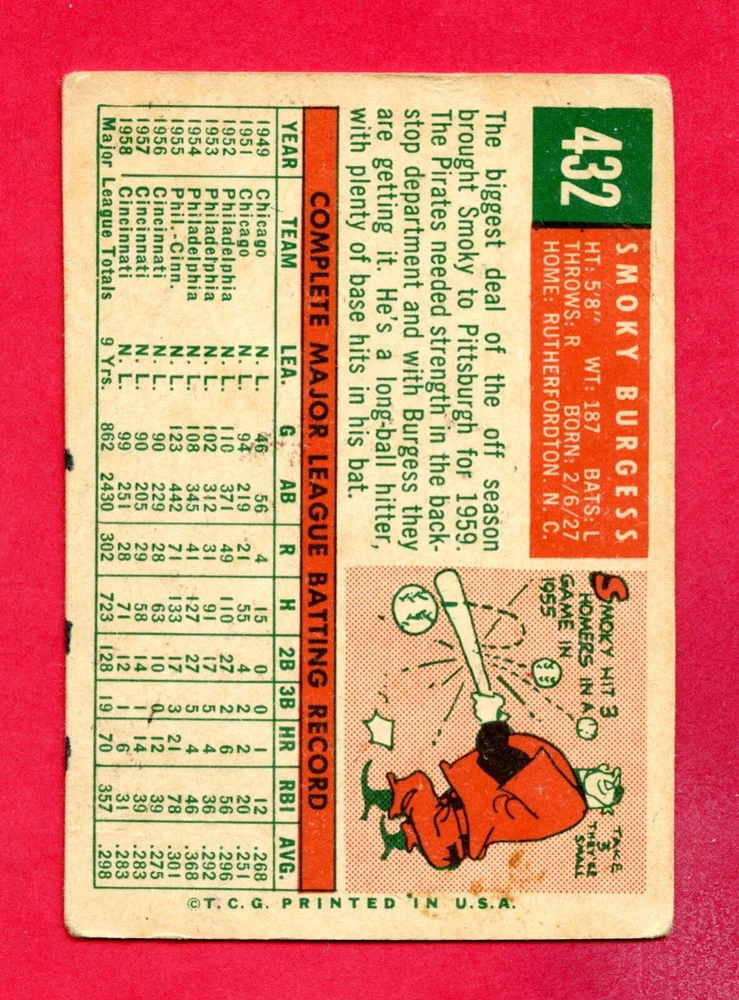 432
SMOKY BURGESS
HT: 5'8" WT: 187 BATS: L
THROWS: R BORN: 2/6/27
HOME: RUTHERFORDTON N. C.
The biggest deal of the off season
brought Smoky to Pittsburgh for 1959.
The Pirates needed strength in the back-
stop department and with Burgess they
are getting it. He's a long-ball hitter,
with plenty of base hits in his bat.
SMOKY HIT 3
HOMERS IN A
GAME IN
1955
TAKE
3
THEY'RE
SMALL
COMPLETE MAJOR LEAGUE BATTING RECORD
YEAR TEAM LEA. G AB R H 2B 3B HR RBI AVG.
1949 Chicago N. L. 46 56 4 15 0 0 1 12 .268
1951 Chicago N. L. 94 219 21 55 4 2 2 20 .251
1952 Philadelphia N. L. 110 371 49 110 27 2 6 56 .296
1953 Philadelphia N. L. 102 312 31 91 17 5 4 36 .292
1954 Philadelphia N. L. 108 345 41 127 27 5 4 46 .368
1955 Phil.-Cinn. N. L. 123 442 71 133 17 3 21 78 .301
1956 Cincinnati N. L. 90 229 28 63 10 0 12 39 .275
1957 Cincinnati N. L. 90 205 29 58 14 1 14 39 .283
1958 Cincinnati N. L. 99 251 28 71 12 1 6 31 .283
Major League Totals 9 Yrs. 862 2430 302 723 128 19 70 357 .298
©T.C.G. PRINTED IN U.S.A.